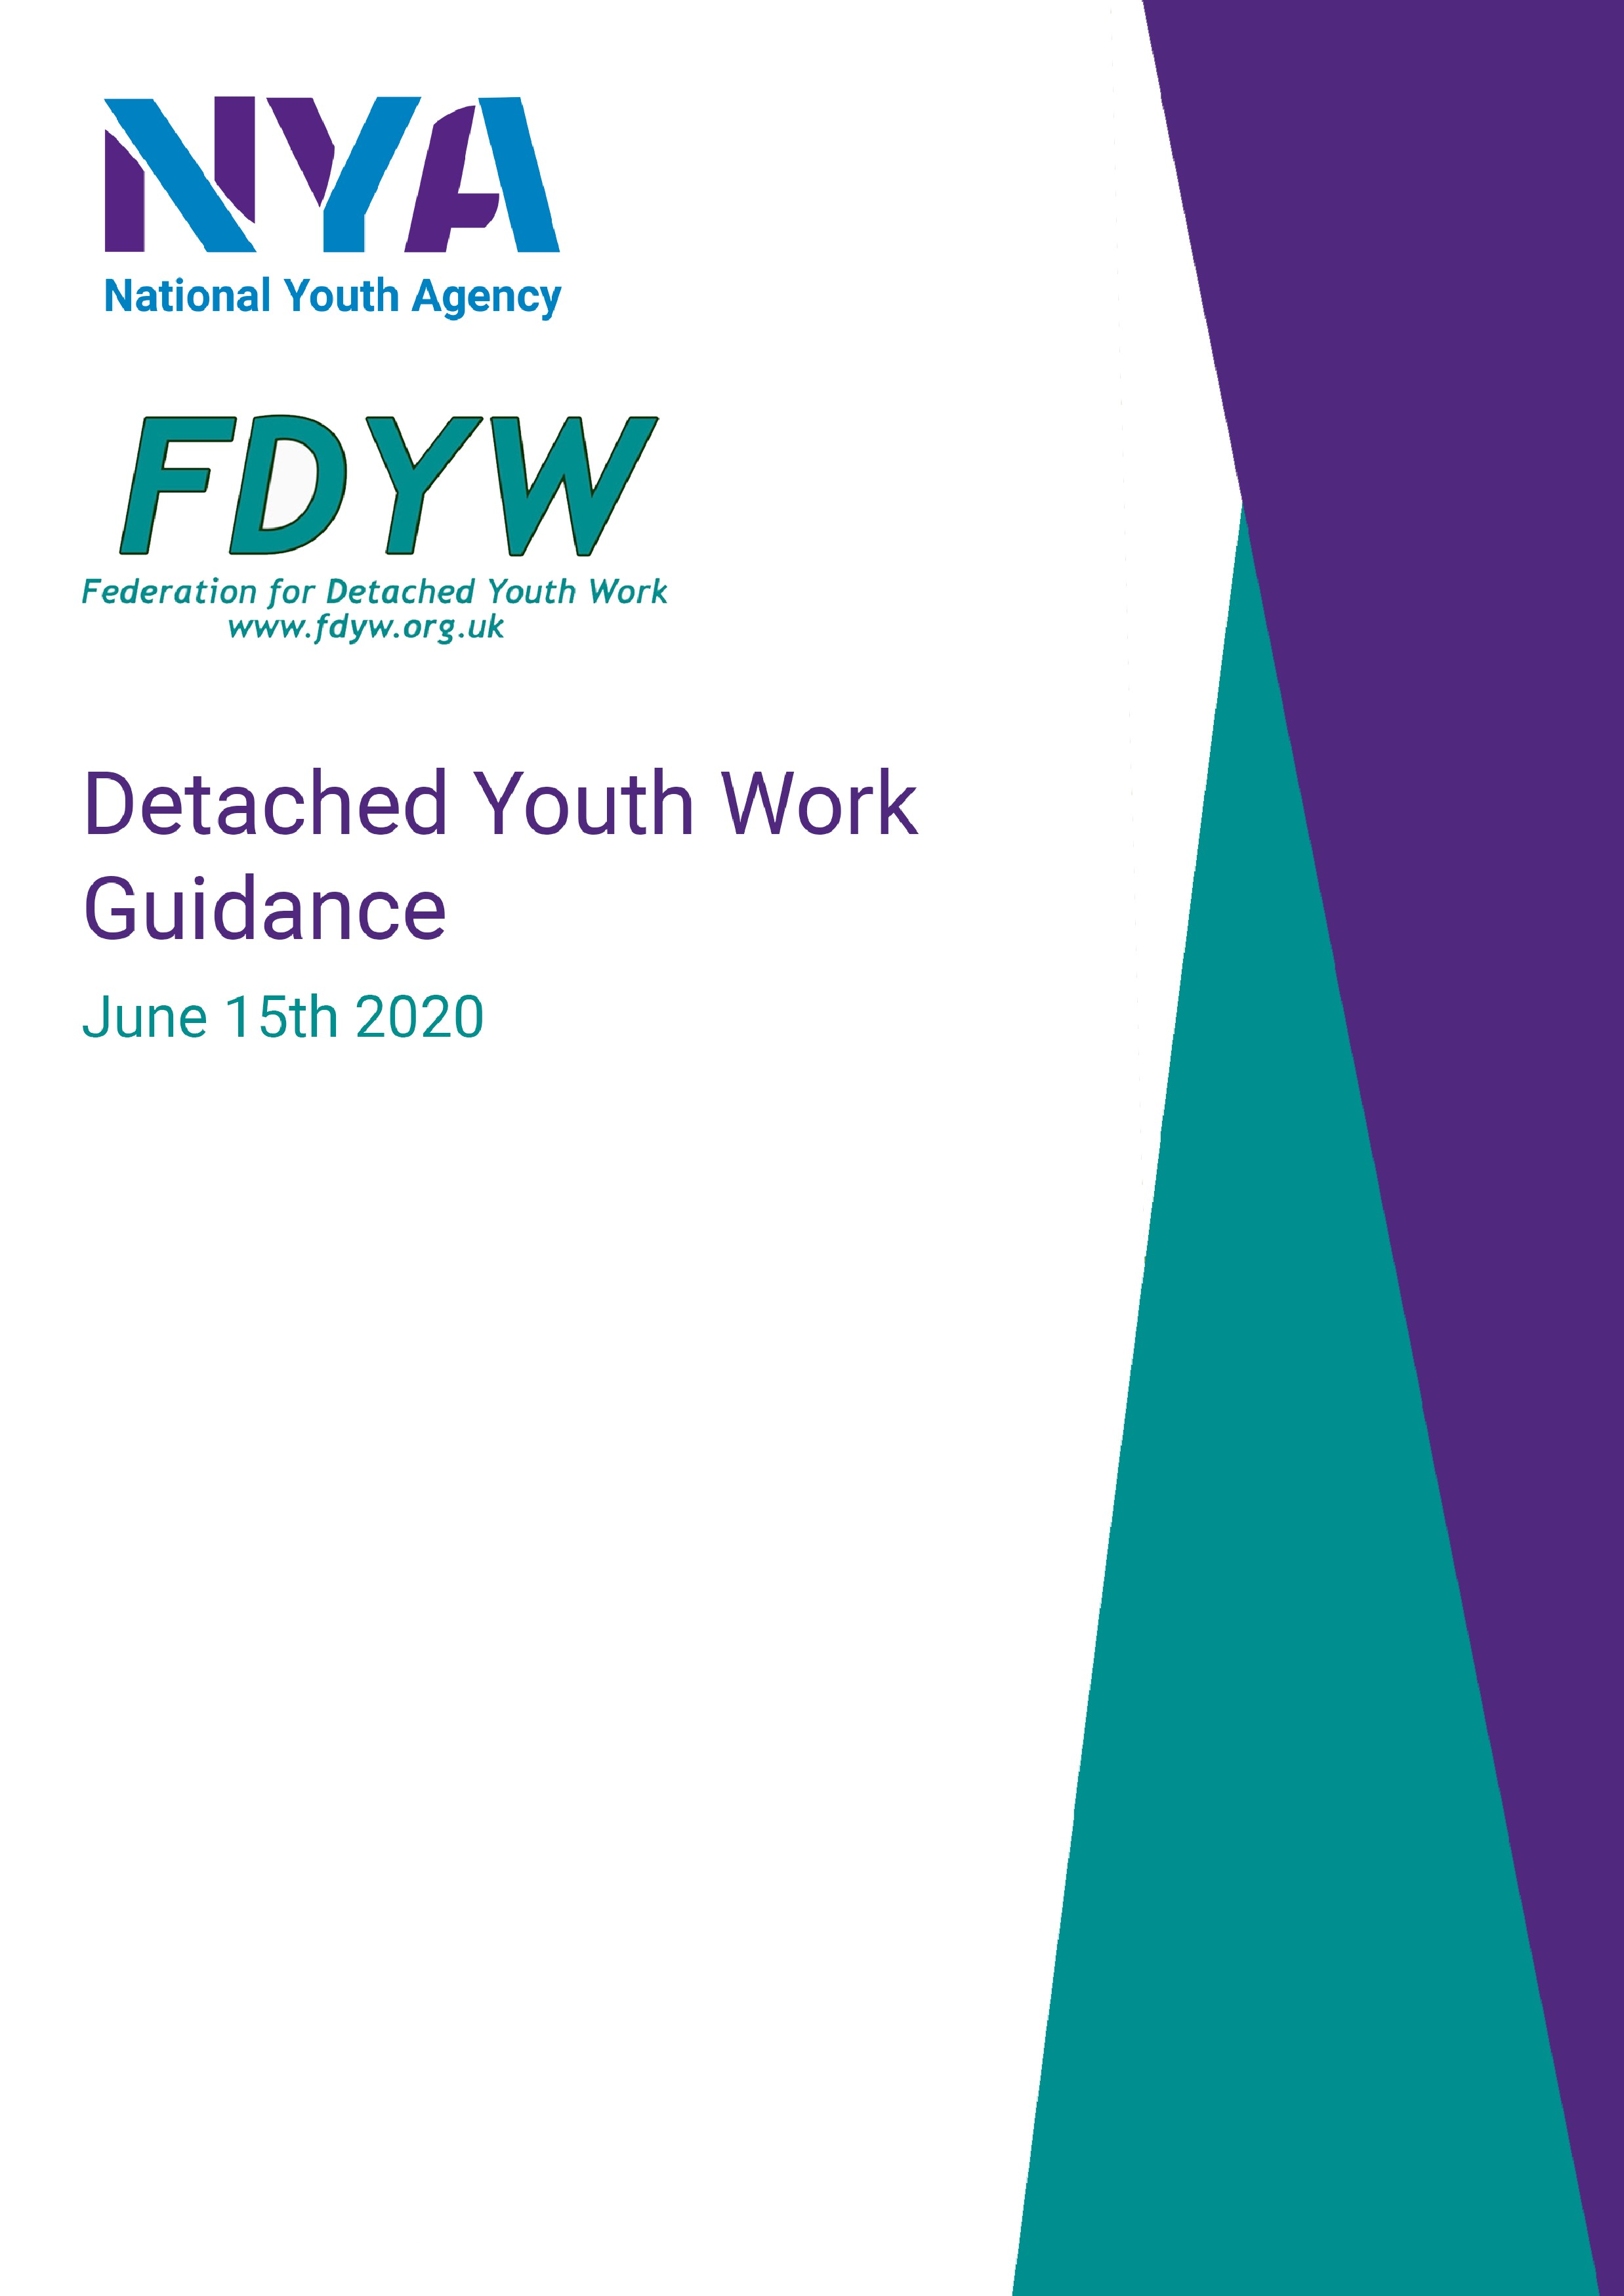 NYA
National Youth Agency
FDYW
Federation for Detached Youth Work
www.fdyw.org.uk
Detached Youth Work
Guidance
June 15th 2020